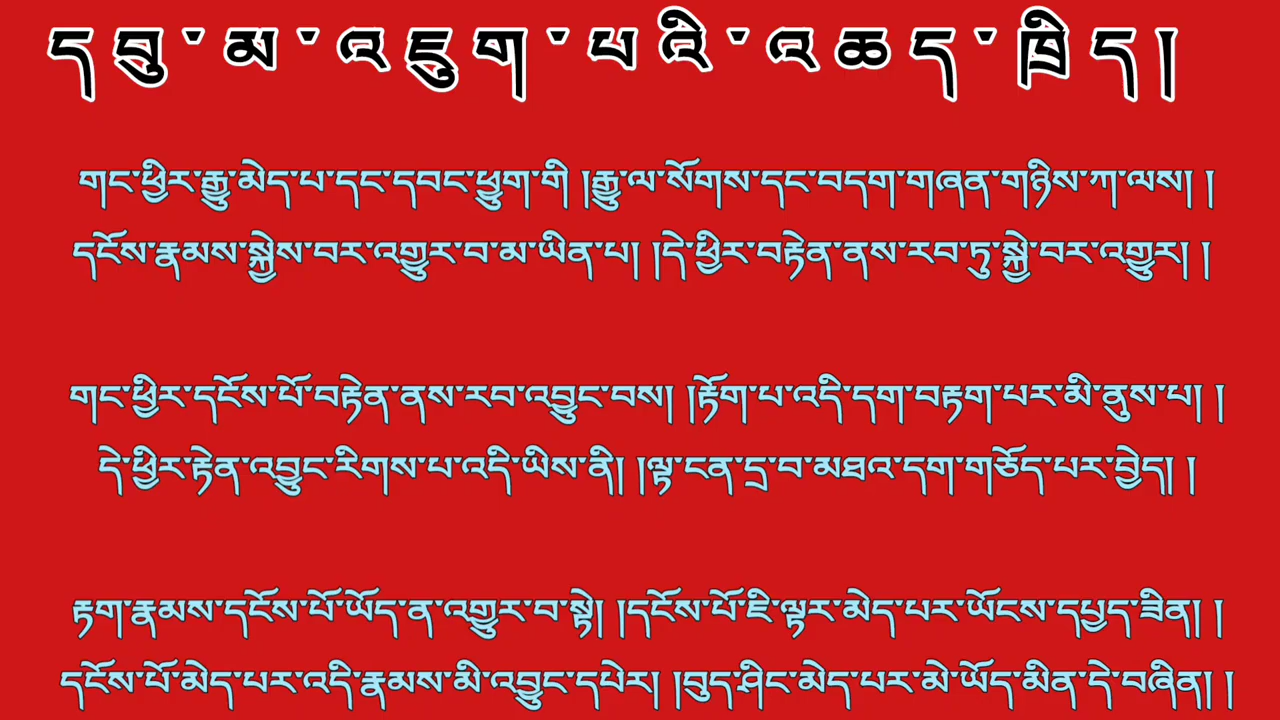 དབུ་མ་འཇུག་པའི་འཆད་ཁྲིད།
གང་ཕྱིར་རྒྱུ་མེད་པ་དང་དབང་ཕྱུག་གི །རྒྱུ་ལ་སོགས་དང་བདག་གཞན་གཉིས་ཀ་ལས། །
དངོས་རྣམས་སྐྱེས་བར་འགྱུར་བ་མ་ཡིན་པ། །དེ་ཕྱིར་བརྟེན་ནས་རབ་ཏུ་སྐྱེ་བར་འགྱུར། །
གང་ཕྱིར་དངོས་པོ་བརྟེན་ནས་རབ་འབྱུང་བས། །རྟོག་པ་འདི་དག་བརྟག་པར་མི་ནུས་པ། །
དེ་ཕྱིར་རྟེན་འབྱུང་རིགས་པ་འདི་ཡིས་ནི། །ལྟ་ངན་དྲ་བ་མཐའ་དག་གཅོད་པར་བྱེད། །
རྟག་རྣམས་དངོས་པོ་ཡོད་ན་འགྱུར་བ་སྟེ། །དངོས་པོ་ཇི་ལྟར་མེད་པར་ཡོངས་དཔྱད་ཟིན། །
དངོས་པོ་མེད་པར་འདི་རྣམས་མི་འབྱུང་དཔེར། །བུད་ཤིང་མེད་པར་མེ་ཡོད་མིན་དེ་བཞིན། །